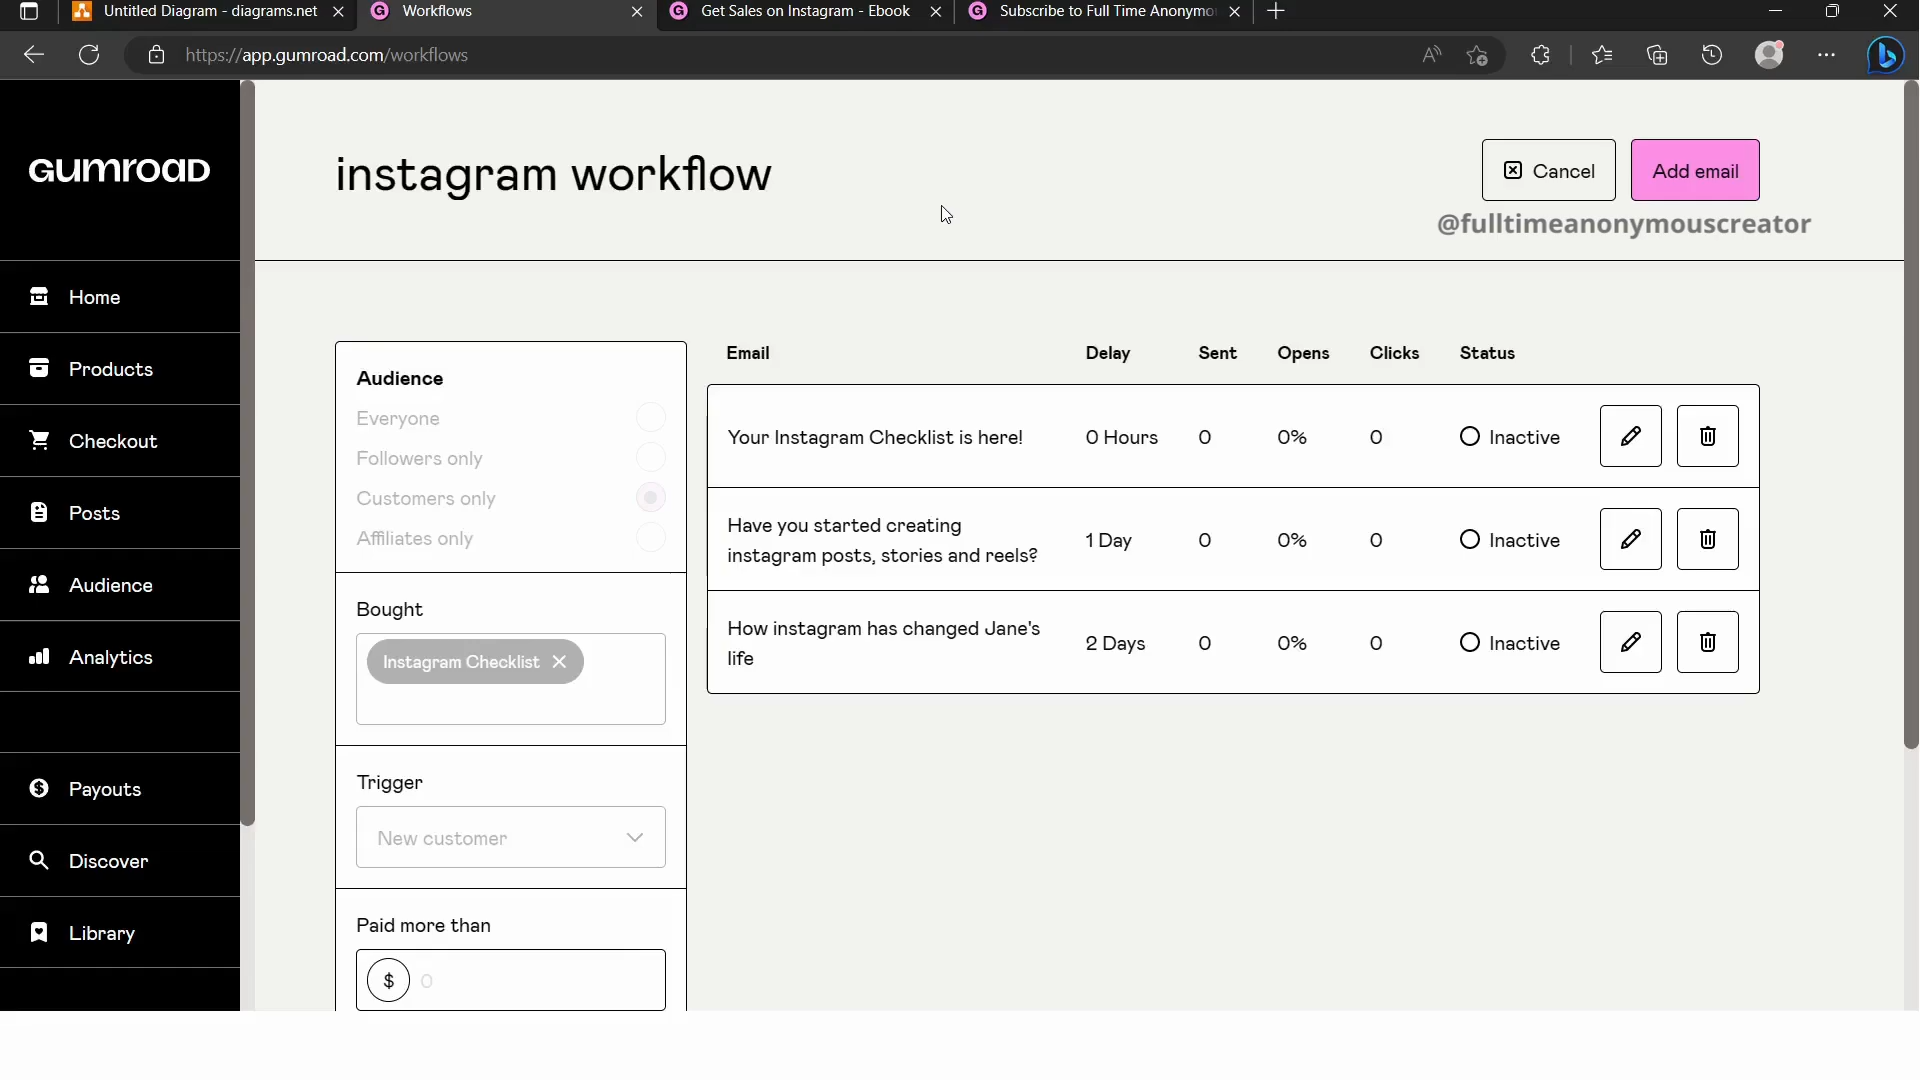 Untitled Diagram - diagrams.net
Workflows
Get Sales on Instagram - Ebook
Subscribe to Full Time Anonymo
https://app.gumroad.com/workflows
GUMROAD
instagram workflow
Cancel
Add email
@fulltimeanonymouscreator
Home
Products
Checkout
Posts
Audience
Analytics
Payouts
Discover
Library
Audience
Everyone
Followers only
Customers only
Affiliates only
Bought
Instagram Checklist
Trigger
New customer
Paid more than
$ 0
Email Delay Sent Opens Clicks Status
Your Instagram Checklist is here! 0 Hours 0 0% 0 Inactive
Have you started creating
instagram posts, stories and reels? 1 Day 0 0% 0 Inactive
How instagram has changed Jane's
life 2 Days 0 0% 0 Inactive